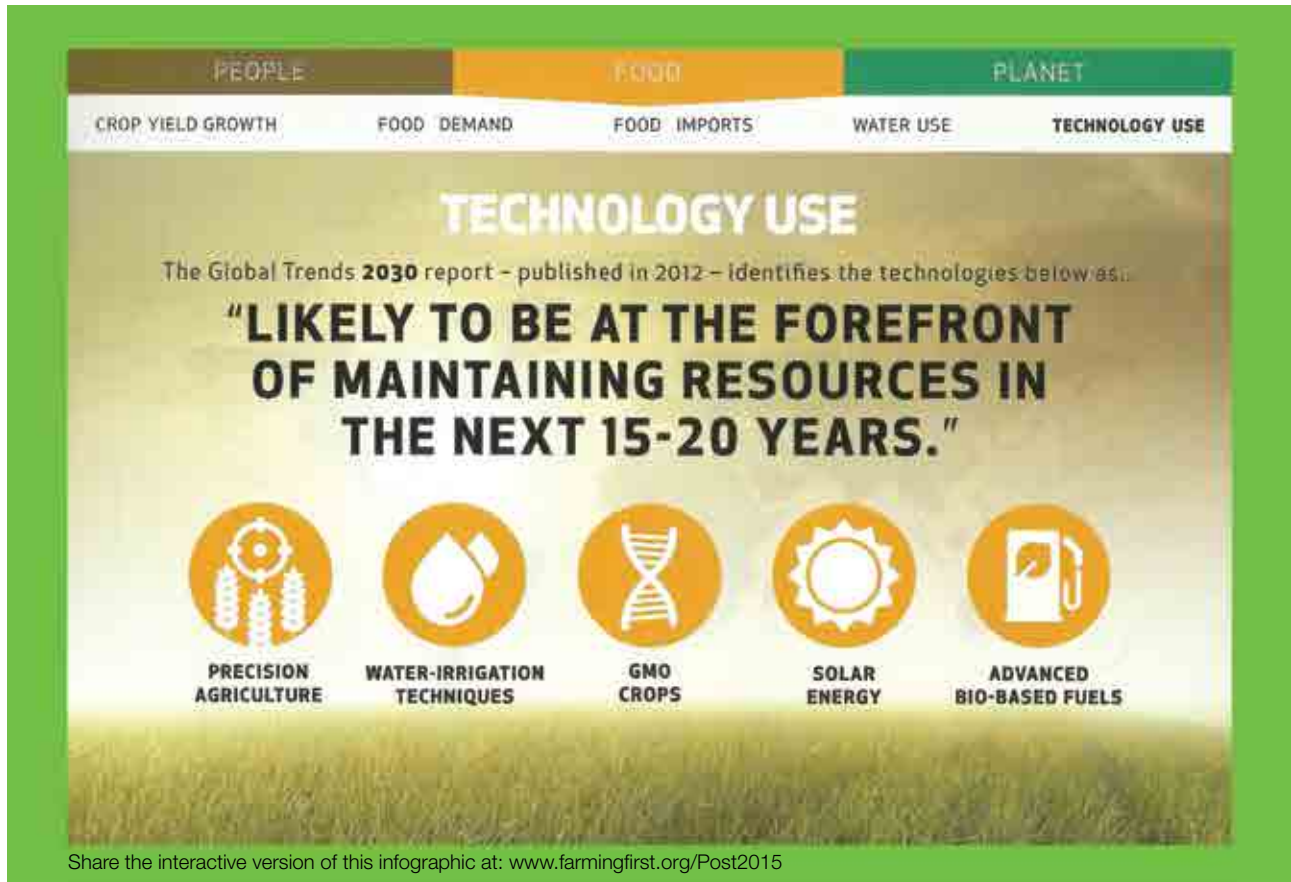 PEOPLE
FOOD
PLANET
CROP YIELD GROWTH
FOOD DEMAND
FOOD IMPORTS
WATER USE
TECHNOLOGY USE
TECHNOLOGY USE
The Global Trends 2030 report – published in 2012 – identifies the technologies below as...
“LIKELY TO BE AT THE FOREFRONT
OF MAINTAINING RESOURCES IN
THE NEXT 15-20 YEARS.”
PRECISION
AGRICULTURE
WATER-IRRIGATION
TECHNIQUES
GMO
CROPS
SOLAR
ENERGY
ADVANCED
BIO-BASED FUELS
Share the interactive version of this infographic at: www.farmingfirst.org/Post2015